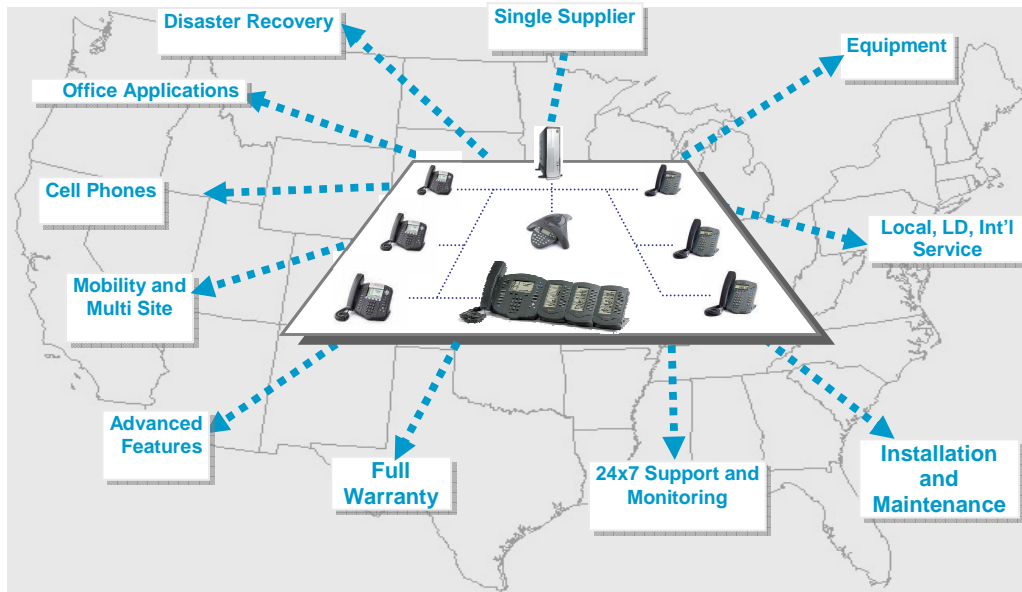 Disaster Recovery
Single Supplier
Equipment
Office Applications
Cell Phones
Local, LD, Int'l
Service
Mobility and
Multi Site
Advanced
Features
Full
Warranty
24x7 Support and
Monitoring
Installation
and
Maintenance